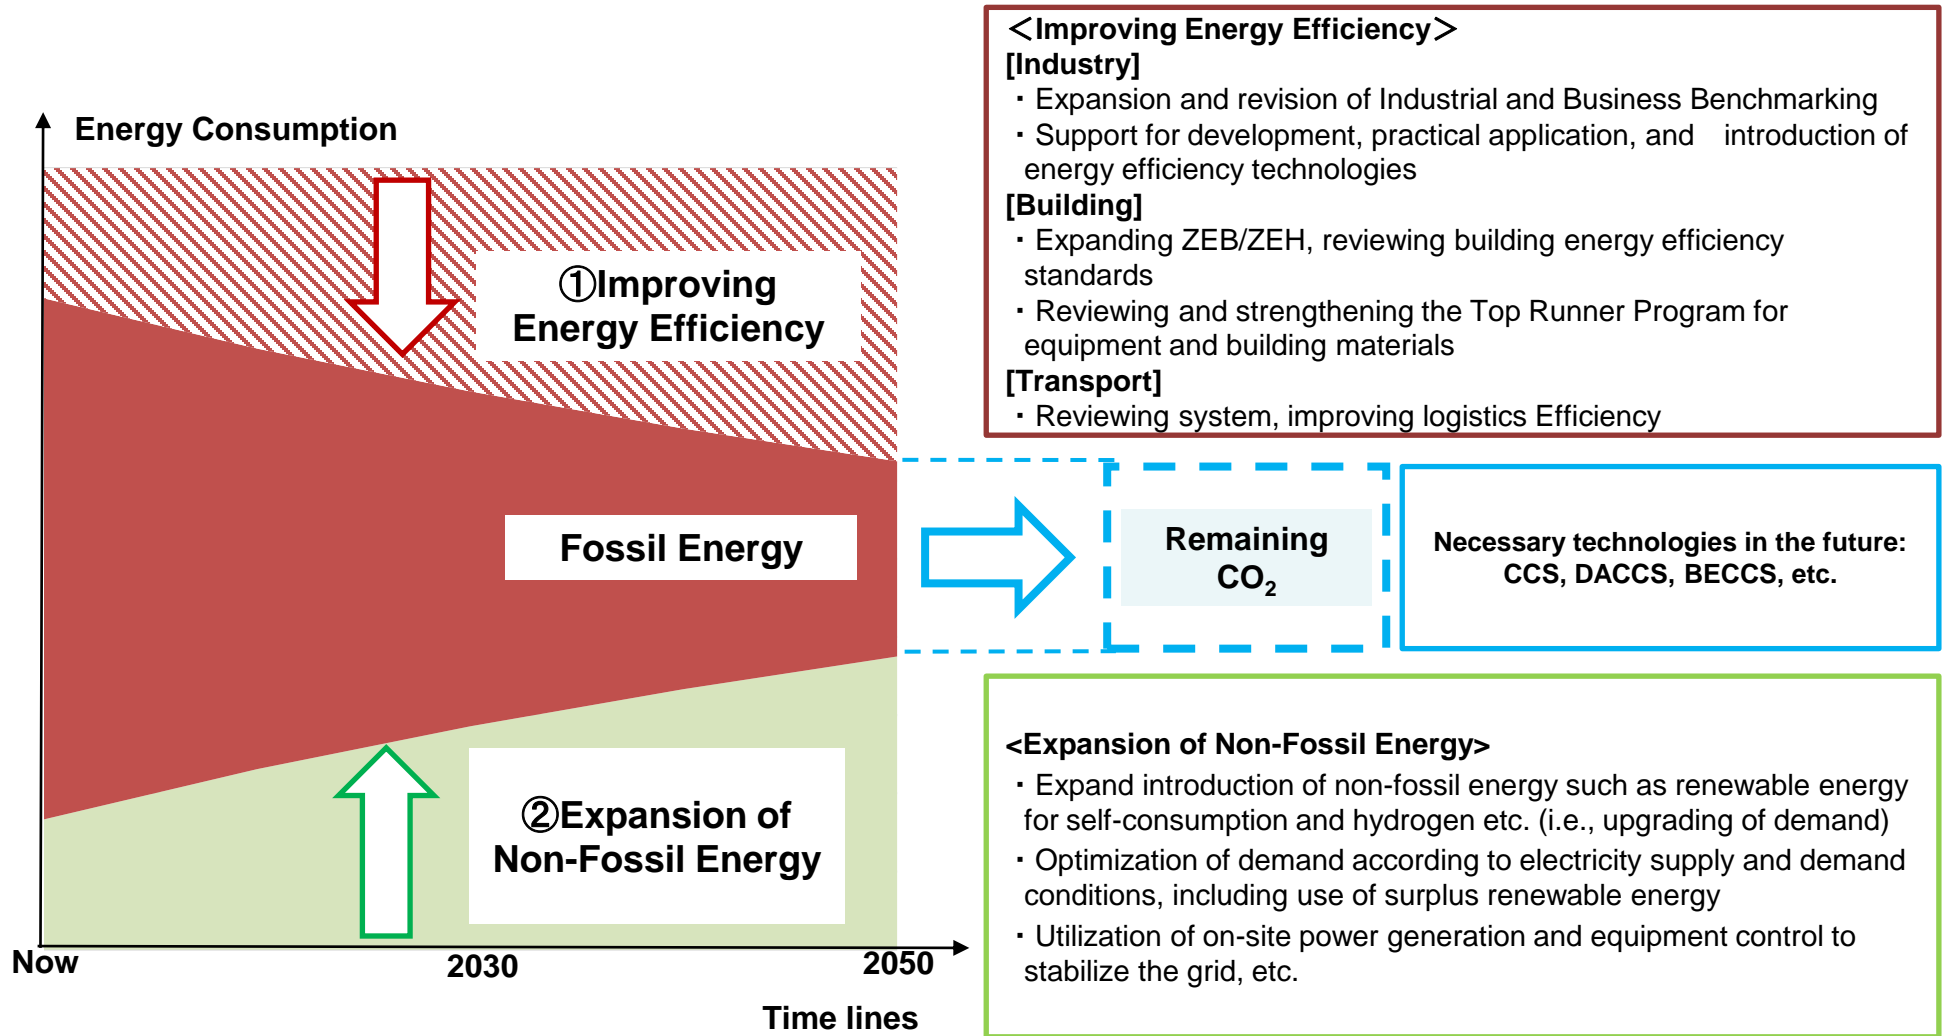 Energy Consumption
①Improving
Energy Efficiency
Fossil Energy
②Expansion of
Non-Fossil Energy
Now
2030
2050
Time lines
＜Improving Energy Efficiency＞
[Industry]
・Expansion and revision of Industrial and Business Benchmarking
・Support for development, practical application, and　introduction of
energy efficiency technologies
[Building]
・Expanding ZEB/ZEH, reviewing building energy efficiency
standards
・Reviewing and strengthening the Top Runner Program for
equipment and building materials
[Transport]
・Reviewing system, improving logistics Efficiency
Remaining
CO₂
Necessary technologies in the future:
CCS, DACCS, BECCS, etc.
<Expansion of Non-Fossil Energy>
・Expand introduction of non-fossil energy such as renewable energy
for self-consumption and hydrogen etc. (i.e., upgrading of demand)
・Optimization of demand according to electricity supply and demand
conditions, including use of surplus renewable energy
・Utilization of on-site power generation and equipment control to
stabilize the grid, etc.